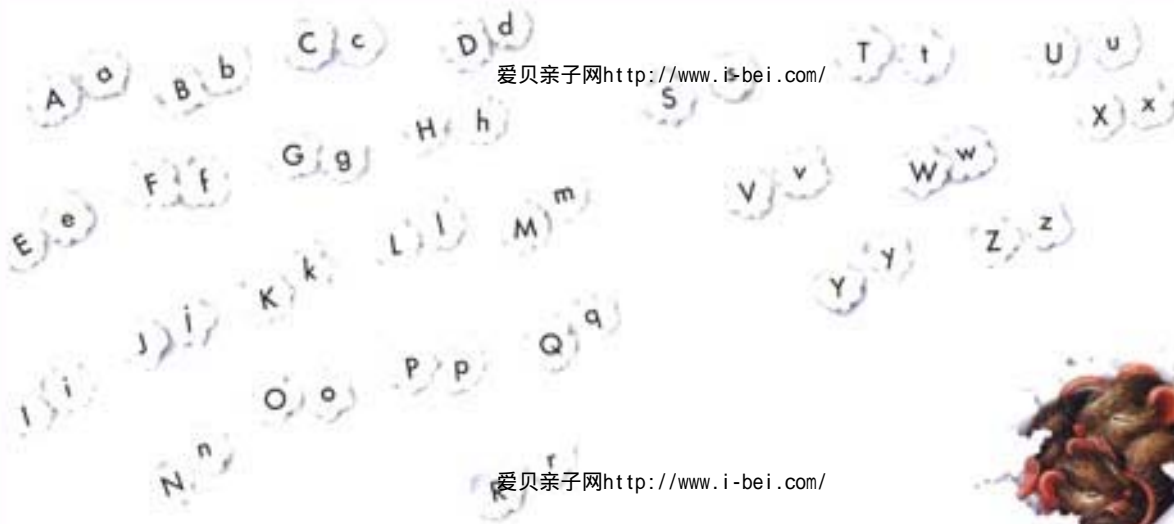 A a B b C c D d
E e F f G g H h
I i J j K k L l M m
N n O o P p Q q
R r
S s T t U u
V v W w X x
Y y Z z
爱贝亲子网http://www.i-bei.com/
爱贝亲子网http://www.i-bei.com/